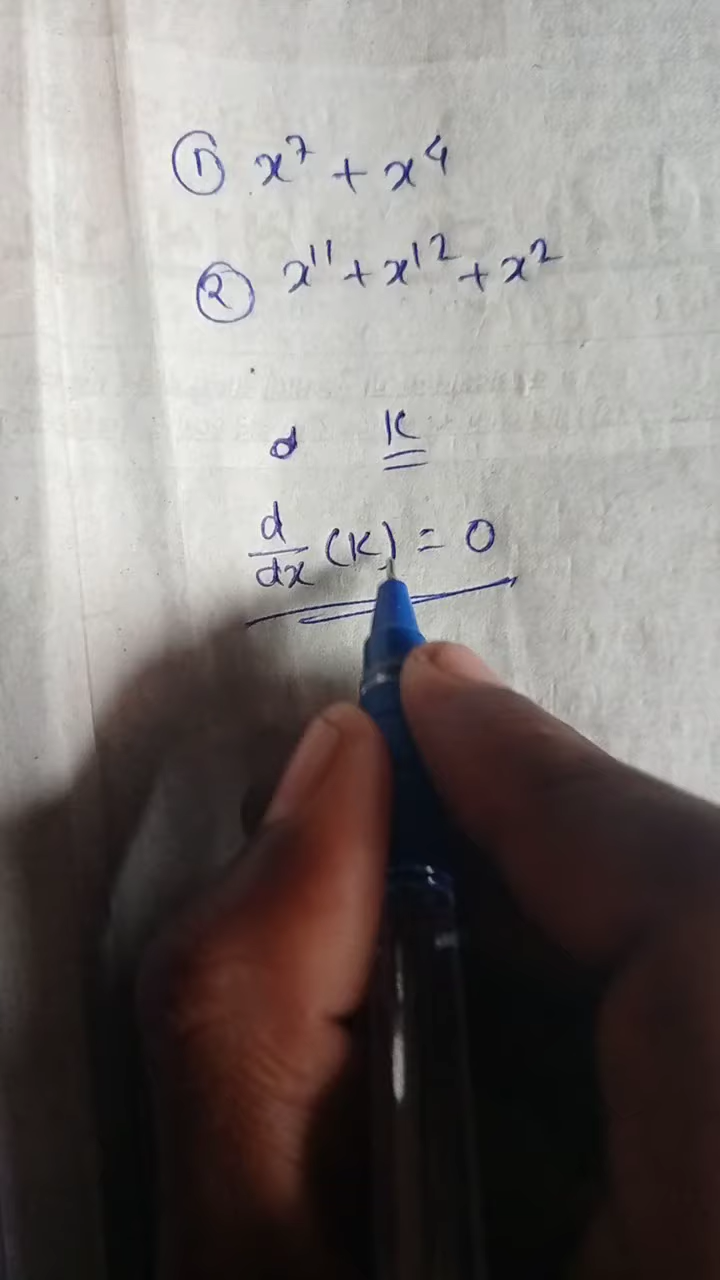 ① x⁷ + x⁴
② x¹¹ + x¹² + x²
d K
d/dx (K) = 0